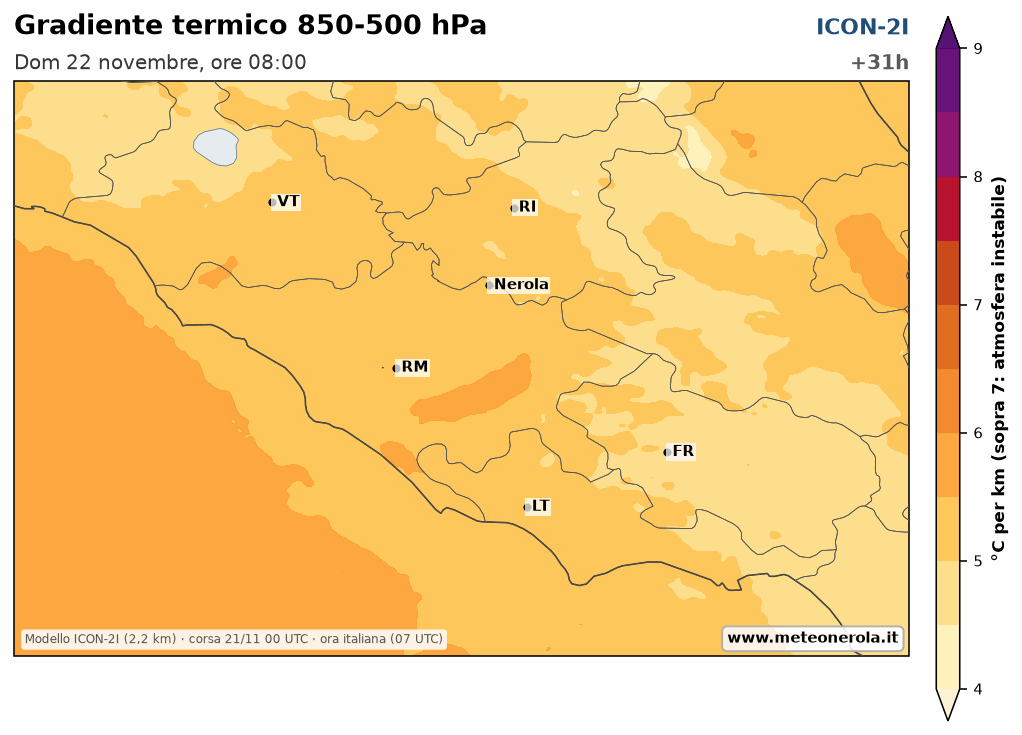 Gradiente termico 850-500 hPa
ICON-2I
Dom 22 novembre, ore 08:00
+31h
VT
RI
Nerola
RM
FR
LT
Modello ICON-2I (2,2 km) · corsa 21/11 00 UTC · ora italiana (07 UTC)
www.meteonerola.it
9
8
7
6
5
4
°C per km (sopra 7: atmosfera instabile)